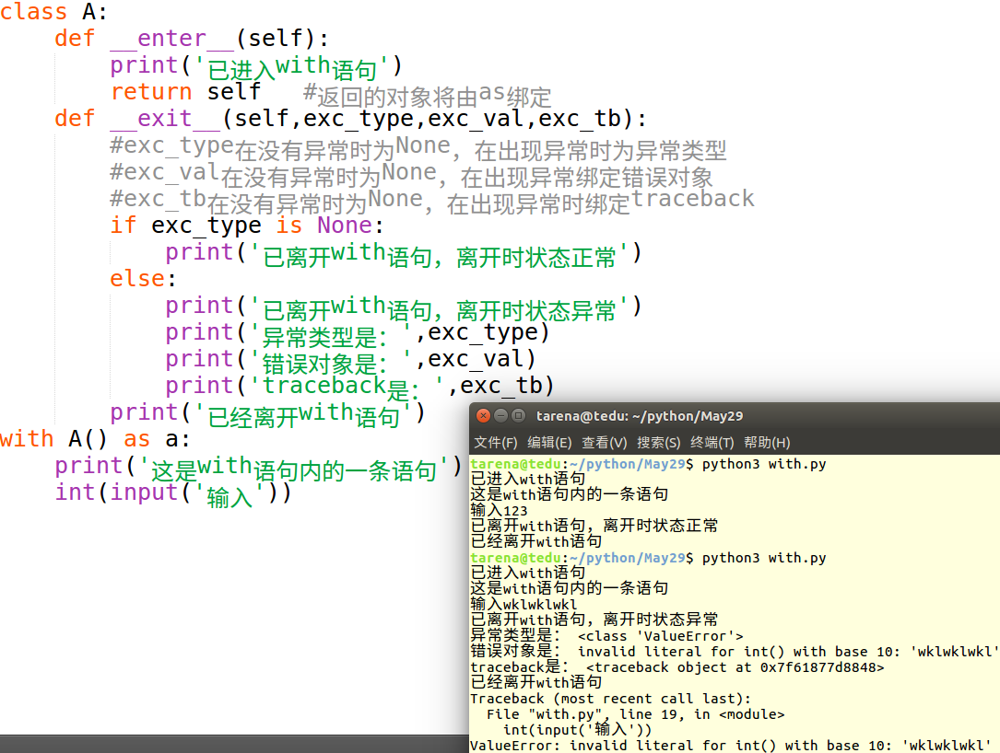 class A:
    def __enter__(self):
        print('已进入with语句')
        return self   #返回的对象将由as绑定
    def __exit__(self,exc_type,exc_val,exc_tb):
        #exc_type在没有异常时为None，在出现异常时为异常类型
        #exc_val在没有异常时为None，在出现异常绑定错误对象
        #exc_tb在没有异常时为None，在出现异常时绑定traceback
        if exc_type is None:
            print('已离开with语句，离开时状态正常')
        else:
            print('已离开with语句，离开时状态异常')
            print('异常类型是：',exc_type)
            print('错误对象是：',exc_val)
            print('traceback是：',exc_tb)
        print('已经离开with语句')
with A() as a:
    print('这是with语句内的一条语句')
    int(input('输入'))
tarena@tedu: ~/python/May29
文件(F) 编辑(E) 查看(V) 搜索(S) 终端(T) 帮助(H)
tarena@tedu:~/python/May29$ python3 with.py
已进入with语句
这是with语句内的一条语句
输入123
已离开with语句，离开时状态正常
已经离开with语句
tarena@tedu:~/python/May29$ python3 with.py
已进入with语句
这是with语句内的一条语句
输入wklwklwkl
已离开with语句，离开时状态异常
异常类型是： <class 'ValueError'>
错误对象是： invalid literal for int() with base 10: 'wklwklwkl'
traceback是： <traceback object at 0x7f61877d8848>
已经离开with语句
Traceback (most recent call last):
  File "with.py", line 19, in <module>
    int(input('输入'))
ValueError: invalid literal for int() with base 10: 'wklwklwkl'